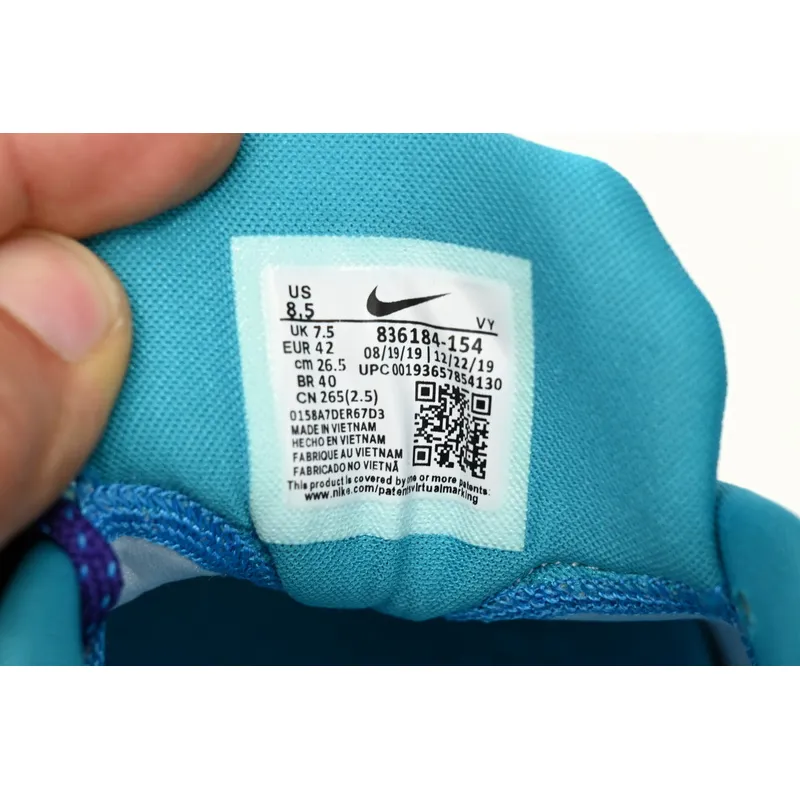 US
8.5
VY
UK 7.5
836184-154
EUR 42
08/19/19 | 12/22/19
cm 26.5
UPC 00193657854130
BR 40
CN 265(2.5)
0158A7DER67D3
MADE IN VIETNAM
HECHO EN VIETNAM
FABRIQUE AU VIETNAM
FABRICADO NO VIETNÃ
This product is covered by one or more patents:
www.nike.com/patentsvirtualmarking